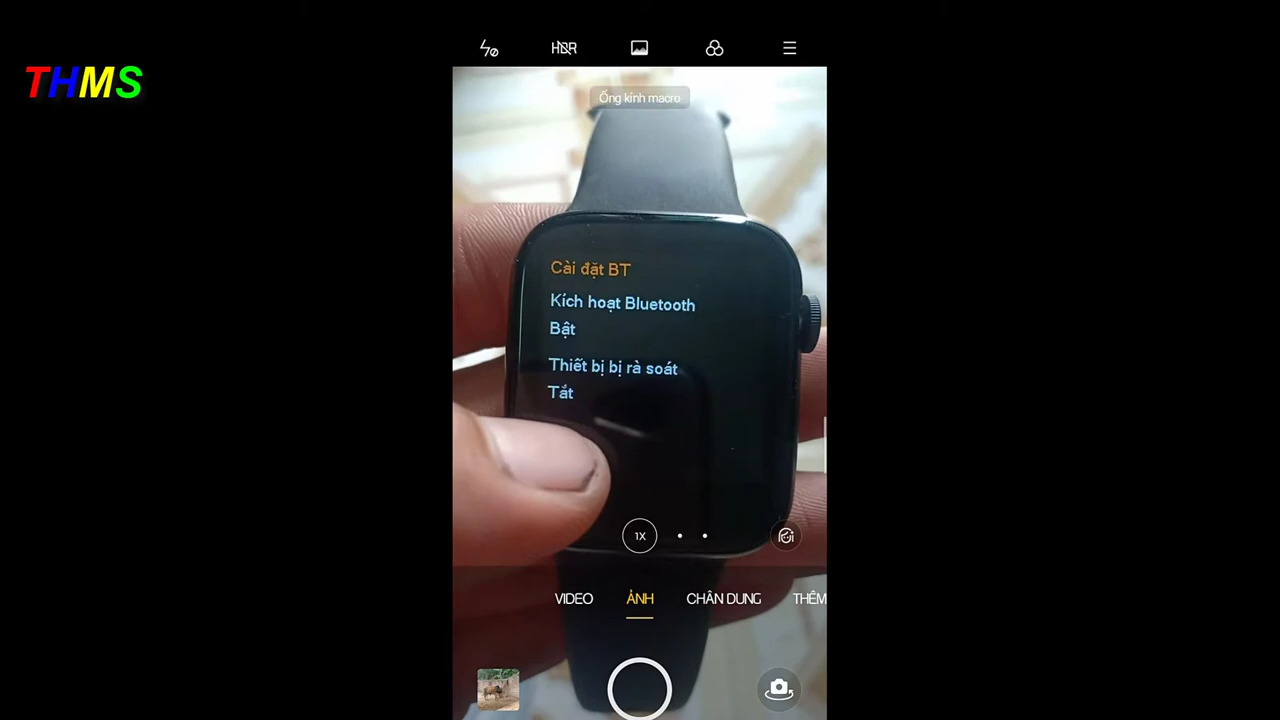 THMS
HDR
Ống kính macro
Cài đặt BT
Kích hoạt Bluetooth
Bật
Thiết bị bị rà soát
Tắt
1X
VIDEO ẢNH CHÂN DUNG THÊM